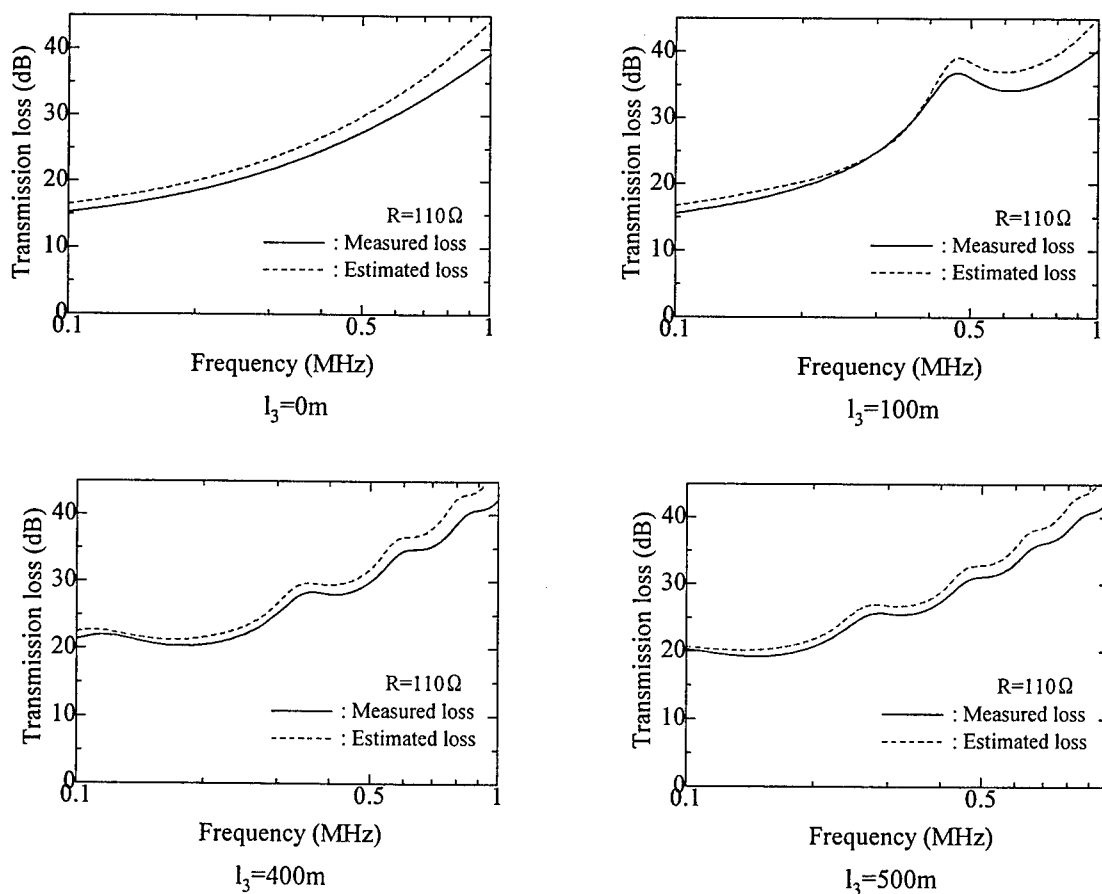 Transmission loss (dB)
40
30
20
10
0
0.1
0.5
1
R=110Ω
: Measured loss
: Estimated loss
Frequency (MHz)
l₃=0m
Transmission loss (dB)
40
30
20
10
0
0.1
0.5
1
R=110Ω
: Measured loss
: Estimated loss
Frequency (MHz)
l₃=100m
Transmission loss (dB)
40
30
20
10
0
0.1
0.5
1
R=110Ω
: Measured loss
: Estimated loss
Frequency (MHz)
l₃=400m
Transmission loss (dB)
40
30
20
10
0
0.1
0.5
R=110Ω
: Measured loss
: Estimated loss
Frequency (MHz)
l₃=500m